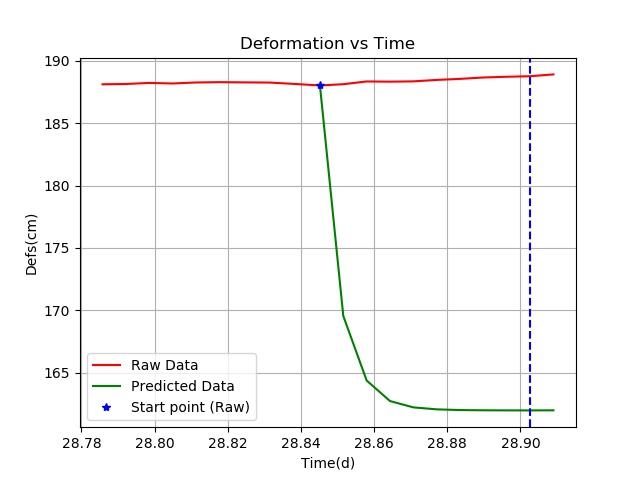 Deformation vs Time
190
185
180
175
170
165
Defs(cm)
Raw Data
Predicted Data
Start point (Raw)
28.78 28.80 28.82 28.84 28.86 28.88 28.90
Time(d)